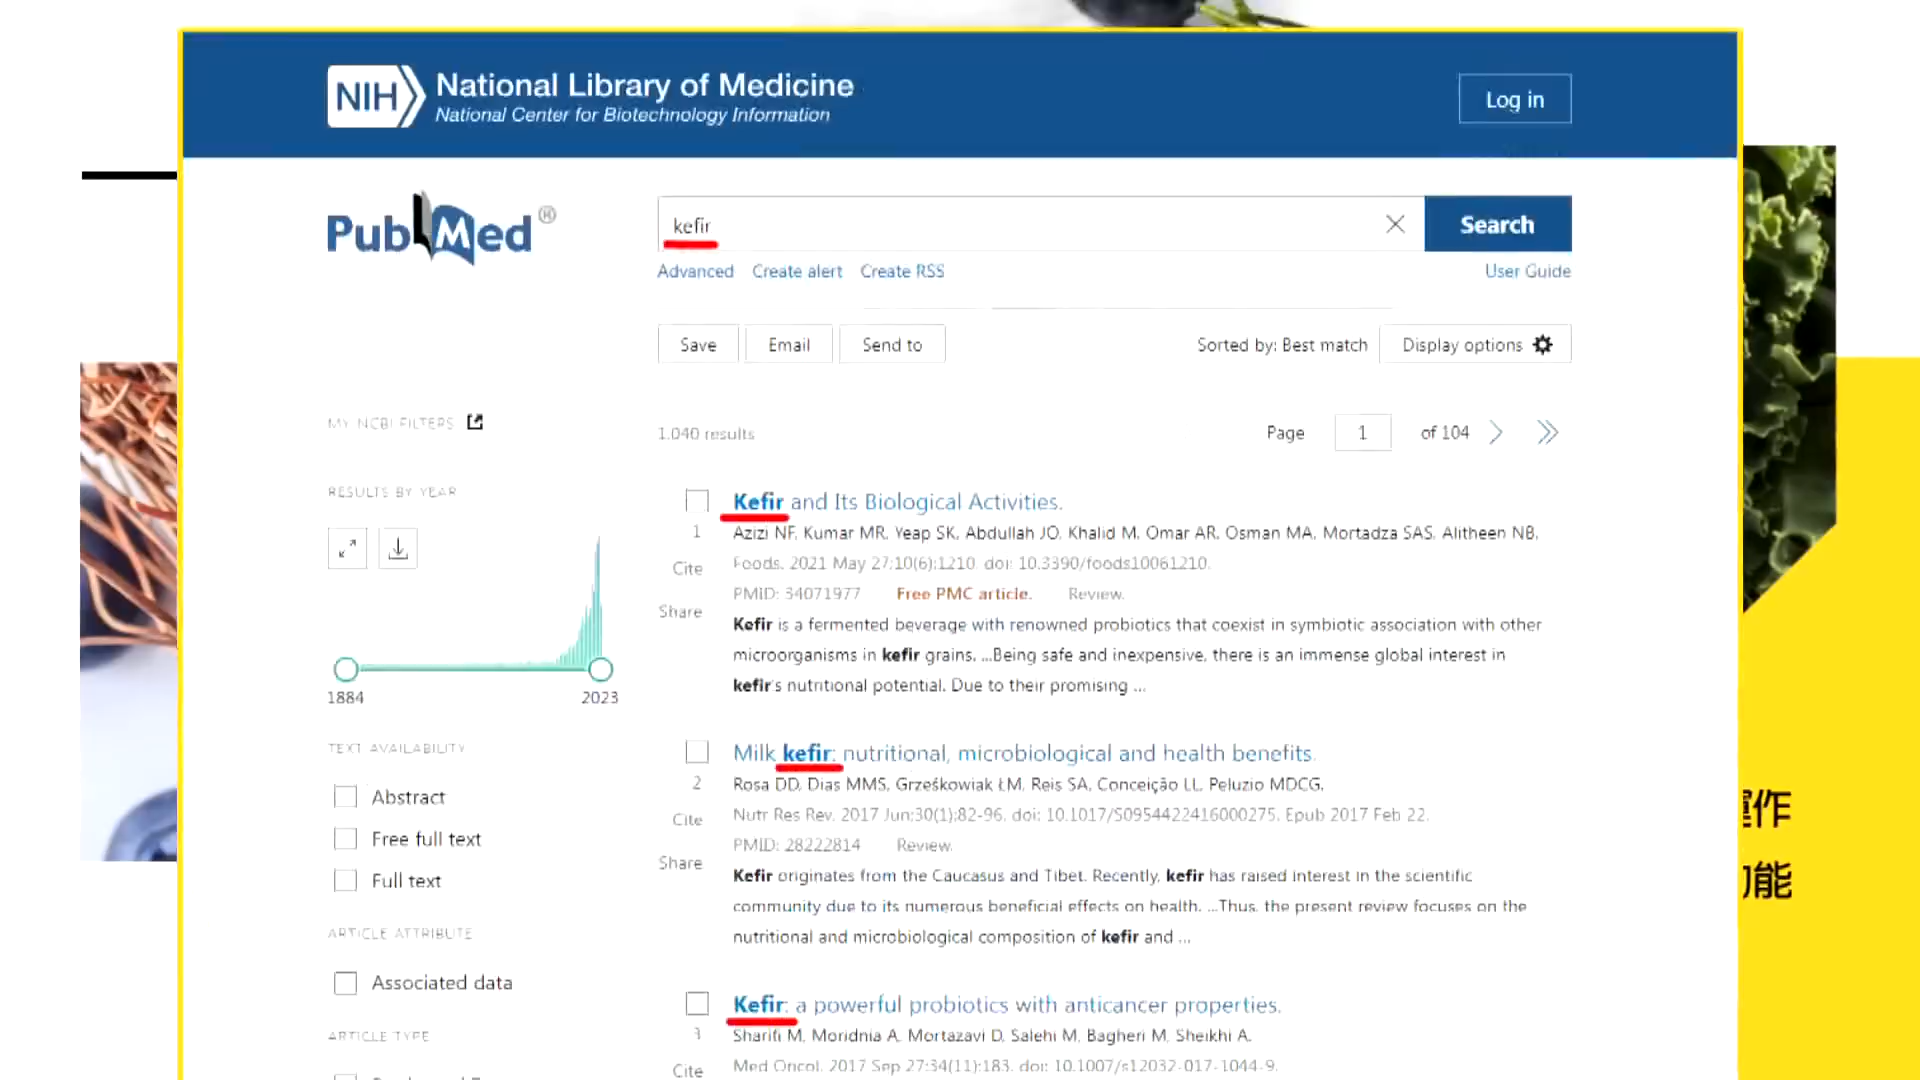 NIH National Library of Medicine
National Center for Biotechnology Information
Log in
PubMed®
kefir
Search
Advanced Create alert Create RSS
User Guide
Save Email Send to
Sorted by: Best match
Display options
MY NCBI FILTERS
1,040 results
Page 1 of 104
RESULTS BY YEAR
1884 2023
TEXT AVAILABILITY
Abstract
Free full text
Full text
ARTICLE ATTRIBUTE
Associated data
ARTICLE TYPE
Kefir and Its Biological Activities.
1
Azizi NF, Kumar MR, Yeap SK, Abdullah JO, Khalid M, Omar AR, Osman MA, Mortadza SAS, Alitheen NB.
Cite
Foods. 2021 May 27;10(6):1210. doi: 10.3390/foods10061210.
PMID: 34071977 Free PMC article. Review.
Share
Kefir is a fermented beverage with renowned probiotics that coexist in symbiotic association with other
microorganisms in kefir grains. ...Being safe and inexpensive, there is an immense global interest in
kefir's nutritional potential. Due to their promising ...
Milk kefir: nutritional, microbiological and health benefits.
2
Rosa DD, Dias MMS, Grześkowiak ŁM, Reis SA, Conceição LL, Peluzio MDCG.
Cite
Nutr Res Rev. 2017 Jun;30(1):82-96. doi: 10.1017/S0954422416000275. Epub 2017 Feb 22.
PMID: 28222814 Review.
Share
Kefir originates from the Caucasus and Tibet. Recently, kefir has raised interest in the scientific
community due to its numerous beneficial effects on health. ...Thus, the present review focuses on the
nutritional and microbiological composition of kefir and ...
Kefir: a powerful probiotics with anticancer properties.
3
Sharifi M, Moridnia A, Mortazavi D, Salehi M, Bagheri M, Sheikhi A.
Cite
Med Oncol. 2017 Sep 27;34(11):183. doi: 10.1007/s12032-017-1044-9.
作
能